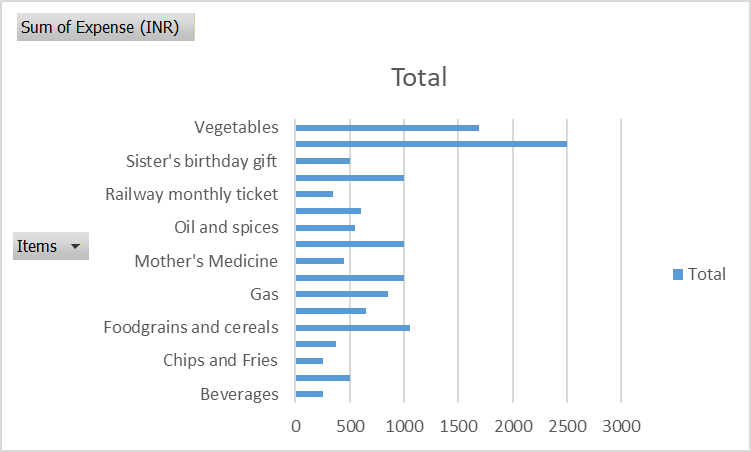 Sum of Expense (INR)
Total
Vegetables
Sister's birthday gift
Railway monthly ticket
Oil and spices
Items
Mother's Medicine
Total
Gas
Foodgrains and cereals
Chips and Fries
Beverages
0 500 1000 1500 2000 2500 3000